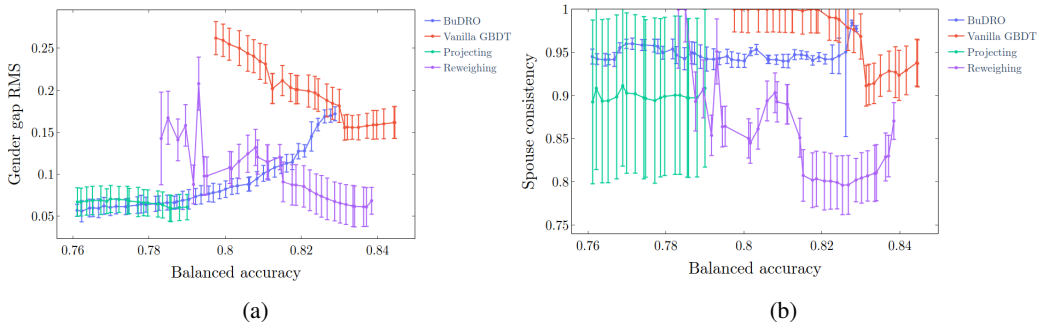 BuDRO
Vanilla GBDT
Projecting
Reweighing
Gender gap RMS
0.25
0.2
0.15
0.1
0.05
0.76
0.78
0.8
0.82
0.84
Balanced accuracy
(a)
BuDRO
Vanilla GBDT
Projecting
Reweighing
Spouse consistency
1
0.95
0.9
0.85
0.8
0.75
0.76
0.78
0.8
0.82
0.84
Balanced accuracy
(b)